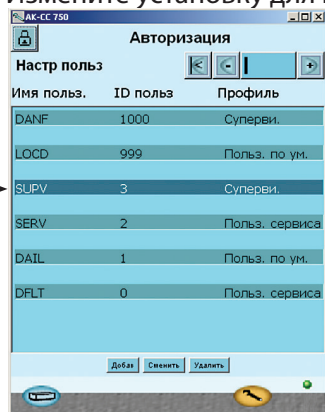 Измените установку для
AK-CC 750
Авторизация
Настр польз
Имя польз. ID польз Профиль
DANF 1000 Суперви.
LOCD 999 Польз. по ум.
SUPV 3 Суперви.
SERV 2 Польз. сервиса
DAIL 1 Польз. по ум.
DFLT 0 Польз. сервиса
Добав Сменить Удалить